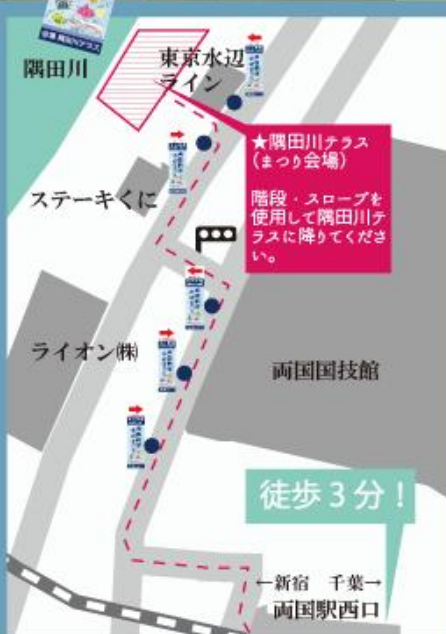 隅田川
東京水辺
ライン
★隅田川テラス
(まつり会場)
階段・スロープを
使用して隅田川テ
ラスに降りてくださ
い。
ステーキくに
ライオン㈱
両国国技館
徒歩3分！
←新宿 千葉→
両国駅西口